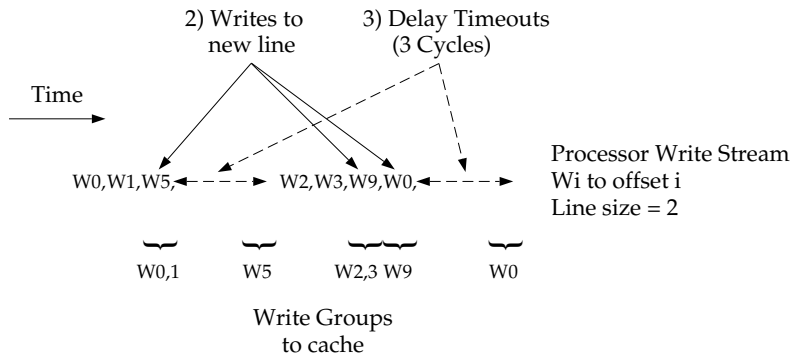 2) Writes to
new line
3) Delay Timeouts
(3 Cycles)
Time
W0,W1,W5,
W2,W3,W9,W0,
Processor Write Stream
Wi to offset i
Line size = 2
W0,1
W5
W2,3
W9
W0
Write Groups
to cache